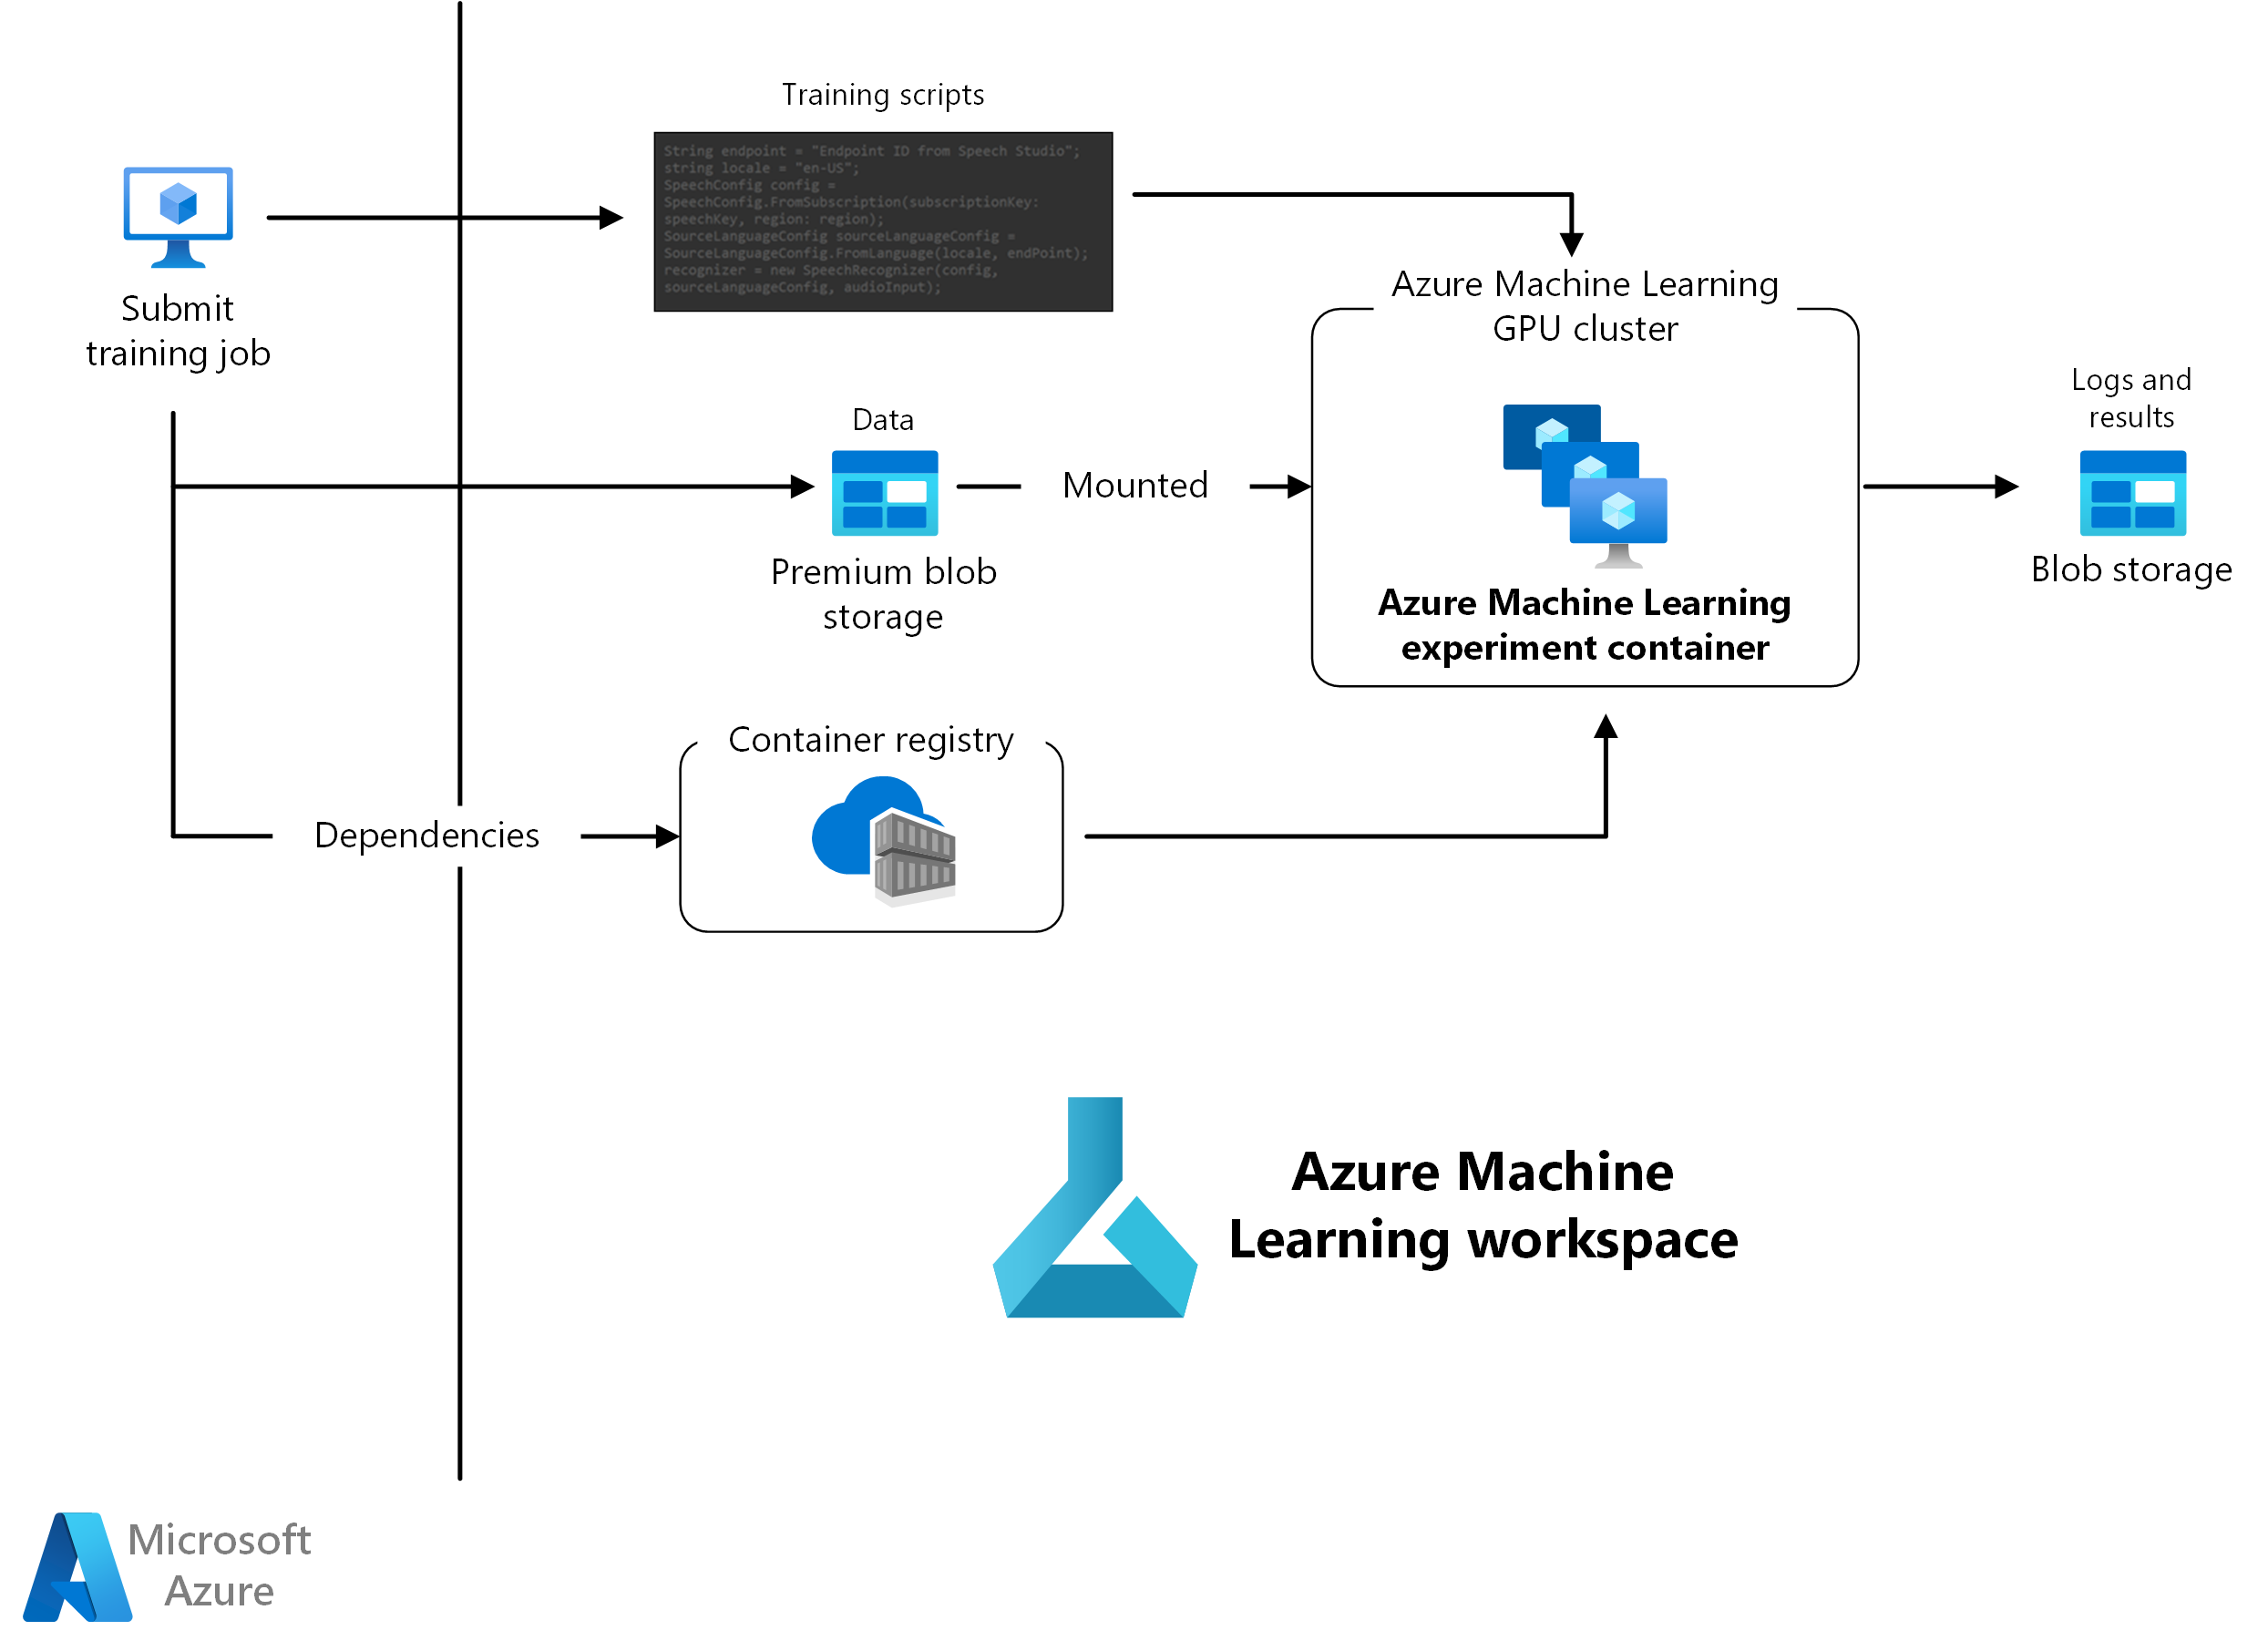 Training scripts
String endpoint = "Endpoint ID from Speech Studio";
string locale = "en-US";
SpeechConfig config =
SpeechConfig.FromSubscription(subscriptionKey:
speechKey, region: region);
SourceLanguageConfig sourceLanguageConfig =
SourceLanguageConfig.FromLanguage(locale, endPoint);
recognizer = new SpeechRecognizer(config,
sourceLanguageConfig, audioInput);
Submit
training job
Azure Machine Learning
GPU cluster
Logs and
results
Data
Mounted
Premium blob
storage
Azure Machine Learning
experiment container
Blob storage
Container registry
Dependencies
Azure Machine
Learning workspace
Microsoft
Azure